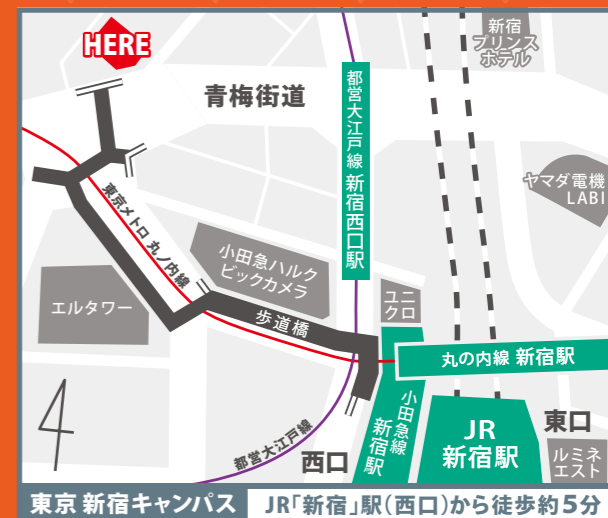 HERE
新宿
プリンス
ホテル
青梅街道
都営大江戸線 新宿西口駅
ヤマダ電機
LABI
東京メトロ 丸ノ内線
小田急ハルク
ビックカメラ
ユニ
クロ
エルタワー
歩道橋
丸の内線 新宿駅
小田急線
新宿駅
JR
新宿駅
東口
都営大江戸線
西口
ルミネ
エスト
東京 新宿キャンパス
JR「新宿」駅(西口)から徒歩約5分